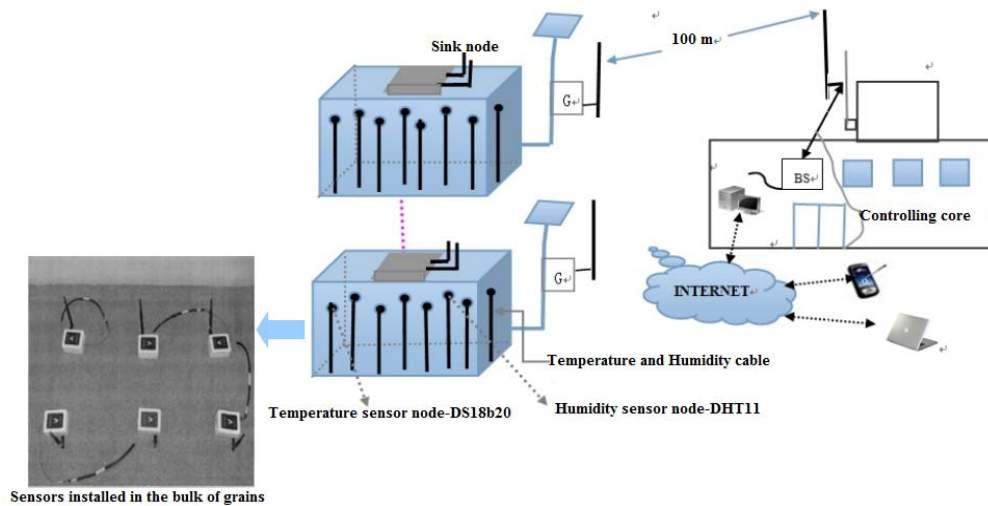 Sink node
100 m
G
BS
Controlling core
G
INTERNET
Temperature and Humidity cable
Temperature sensor node-DS18b20
Humidity sensor node-DHT11
Sensors installed in the bulk of grains